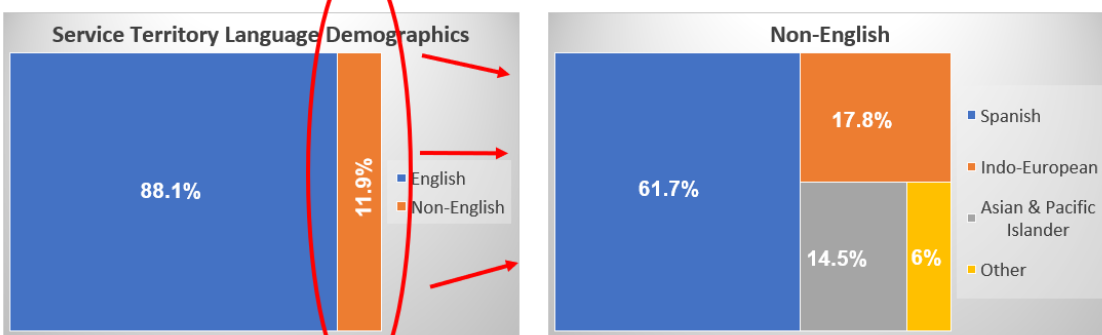 Service Territory Language Demographics
88.1%
11.9%
English
Non-English
Non-English
61.7%
17.8%
14.5%
6%
Spanish
Indo-European
Asian & Pacific
Islander
Other